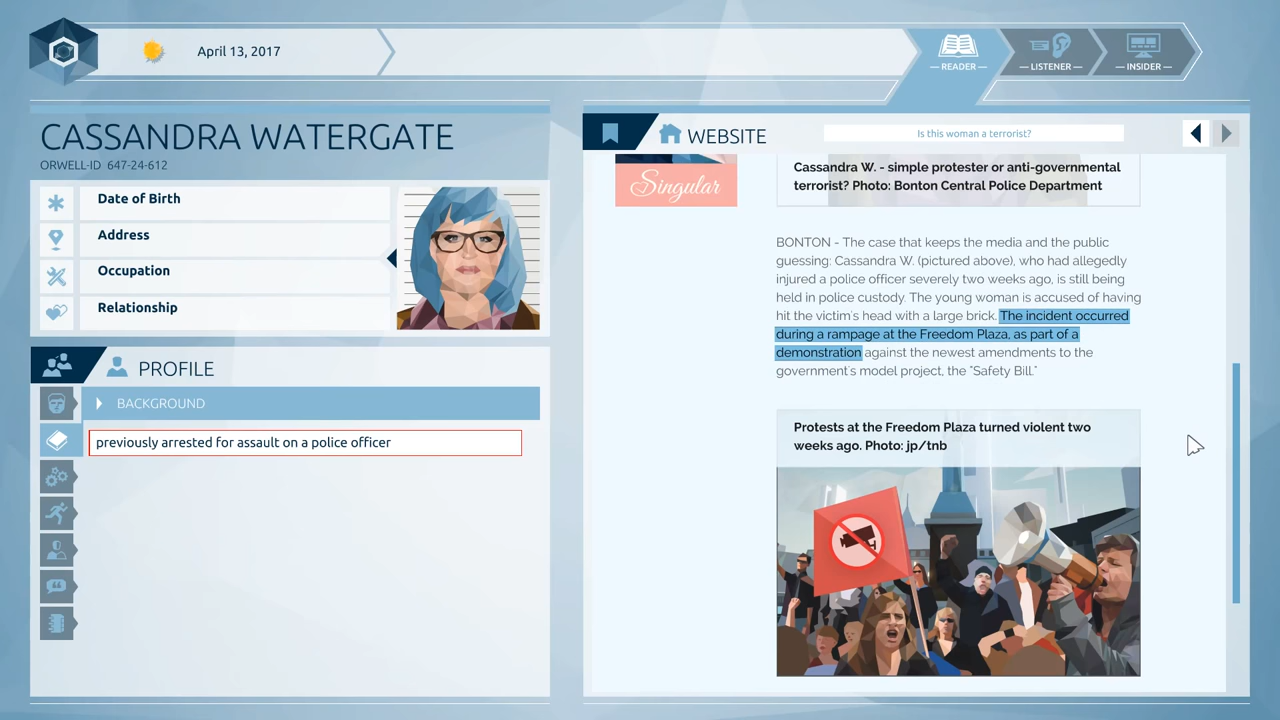 April 13, 2017
— READER —
— LISTENER —
— INSIDER —
CASSANDRA WATERGATE
ORWELL-ID 647-24-612
Date of Birth
Address
Occupation
Relationship
PROFILE
BACKGROUND
previously arrested for assault on a police officer
WEBSITE
Is this woman a terrorist?
Singular
Cassandra W. - simple protester or anti-governmental
terrorist? Photo: Bonton Central Police Department
BONTON - The case that keeps the media and the public
guessing: Cassandra W. (pictured above), who had allegedly
injured a police officer severely two weeks ago, is still being
held in police custody. The young woman is accused of having
hit the victim's head with a large brick. The incident occurred
during a rampage at the Freedom Plaza, as part of a
demonstration against the newest amendments to the
government's model project, the "Safety Bill."
Protests at the Freedom Plaza turned violent two
weeks ago. Photo: jp/tnb